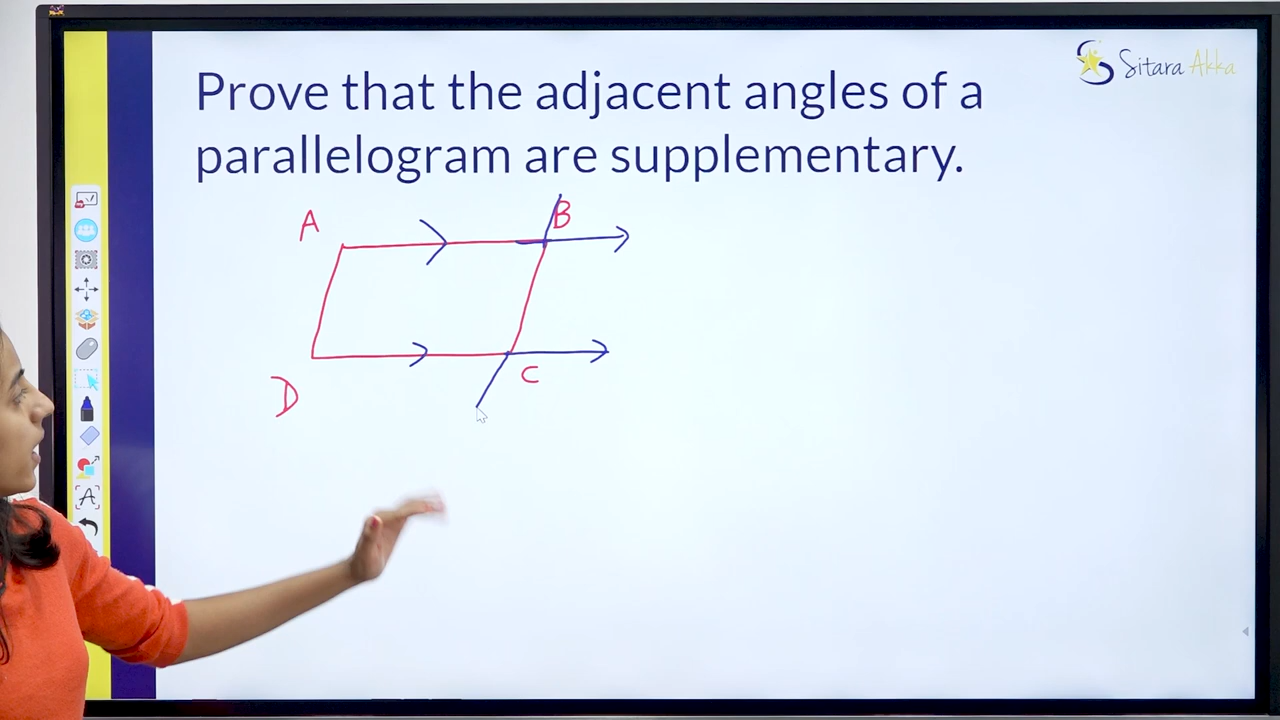 Prove that the adjacent angles of a
parallelogram are supplementary.
Sitara Akka
A
B
D
C
A